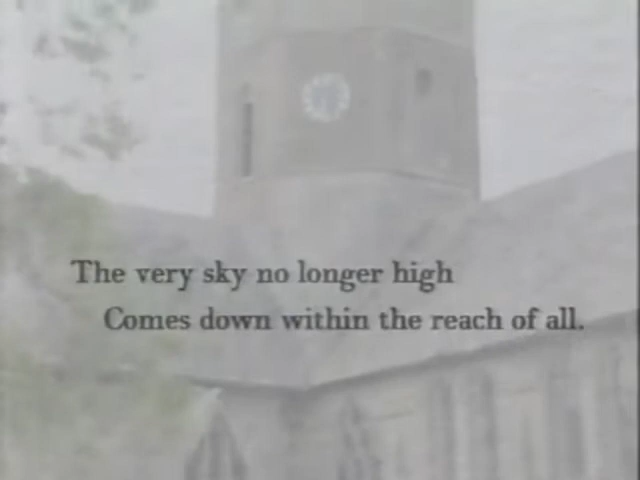 The very sky no longer high
Comes down within the reach of all.